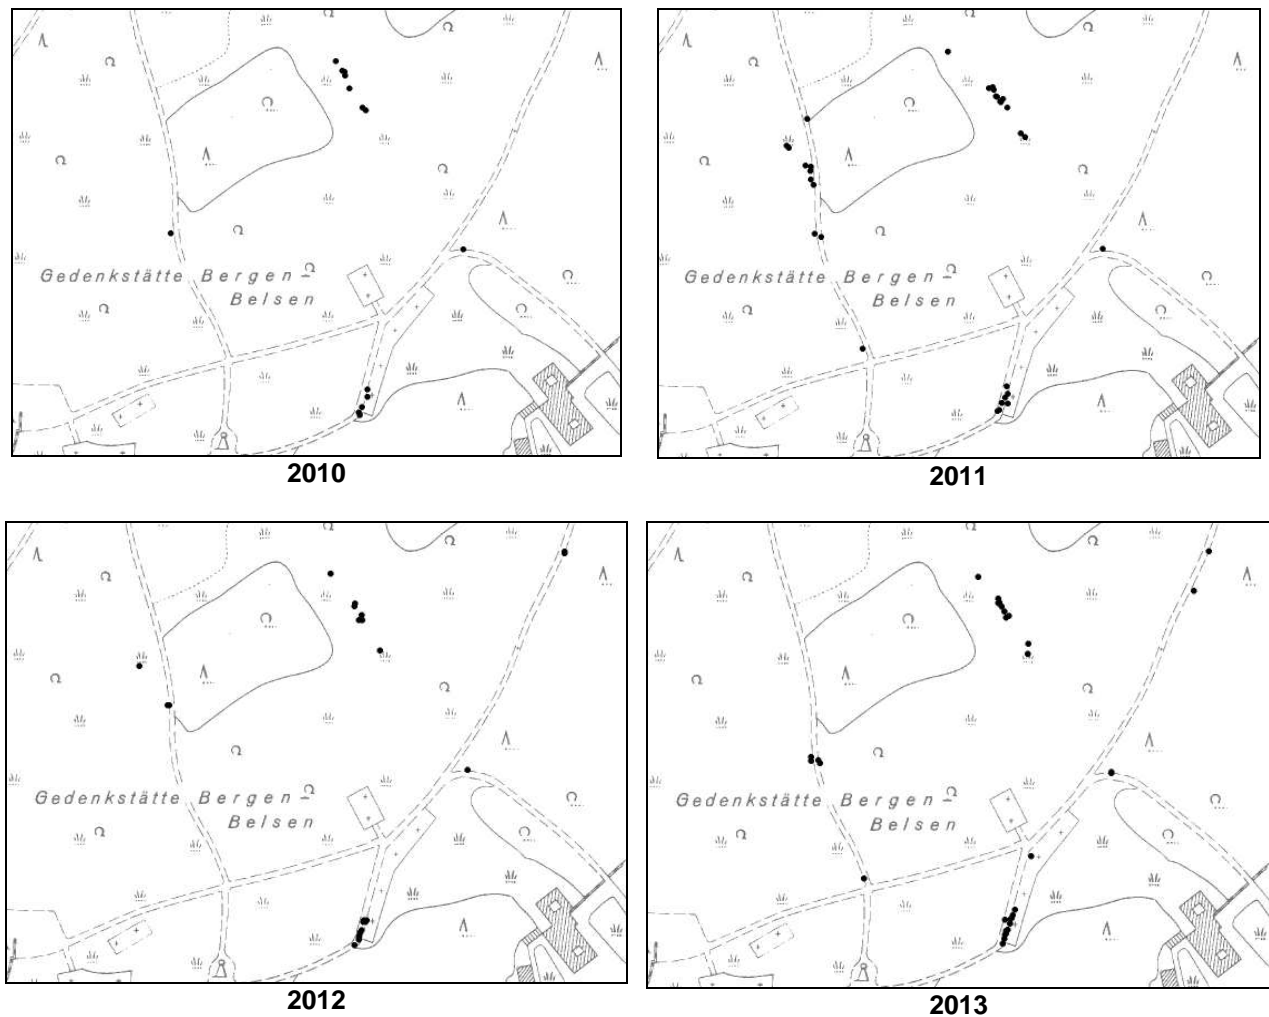 Gedenkstätte Bergen-
Belsen
2010
Gedenkstätte Bergen-
Belsen
2011
Gedenkstätte Bergen-
Belsen
2012
Gedenkstätte Bergen-
Belsen
2013